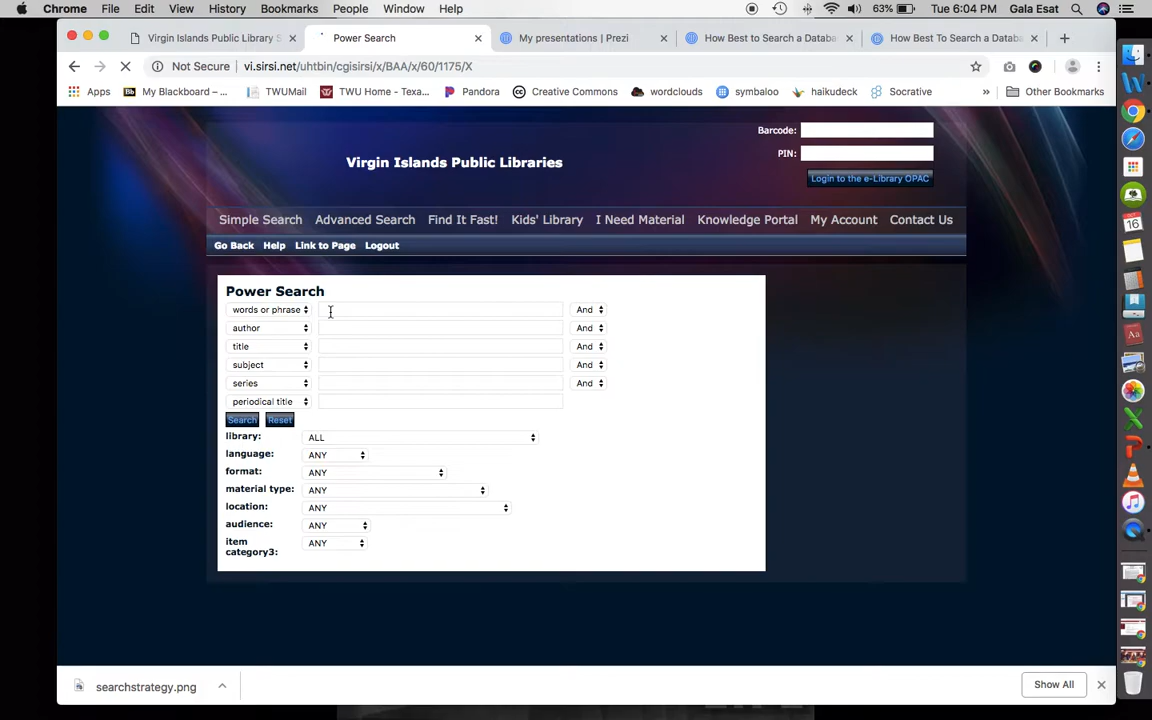 Chrome File Edit View History Bookmarks People Window Help 63% Tue 6:04 PM Gala Esat
Virgin Islands Public Library S
Power Search
My presentations | Prezi
How Best to Search a Databa
How Best To Search a Datab
Not Secure vi.sirsi.net/uhtbin/cgisirsi/x/BAA/x/60/1175/X
Apps My Blackboard –... TWUMail TWU Home - Texa... Pandora Creative Commons wordclouds symbaloo haikudeck Socrative » Other Bookmarks
Barcode:
Virgin Islands Public Libraries
PIN:
Login to the e-Library OPAC
Simple Search Advanced Search Find It Fast! Kids' Library I Need Material Knowledge Portal My Account Contact Us
Go Back Help Link to Page Logout
Power Search
words or phrase And
author And
title And
subject And
series And
periodical title
Search Reset
library: ALL
language: ANY
format: ANY
material type: ANY
location: ANY
audience: ANY
item
category3: ANY
searchstrategy.png
Show All